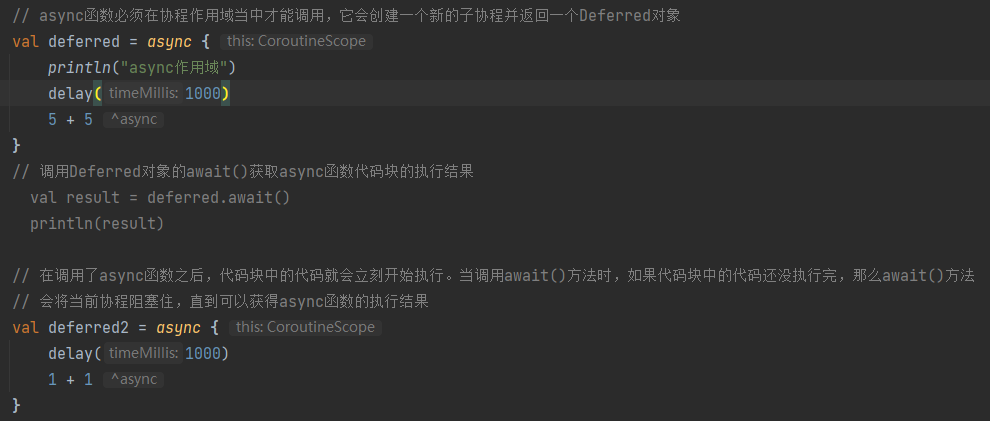 // async函数必须在协程作用域当中才能调用，它会创建一个新的子协程并返回一个Deferred对象
val deferred = async { this: CoroutineScope
    println("async作用域")
    delay( timeMillis: 1000)
    5 + 5 ^async
}
// 调用Deferred对象的await()获取async函数代码块的执行结果
  val result = deferred.await()
  println(result)

// 在调用了async函数之后，代码块中的代码就会立刻开始执行。当调用await()方法时，如果代码块中的代码还没执行完，那么await()方法
// 会将当前协程阻塞住，直到可以获得async函数的执行结果
val deferred2 = async { this: CoroutineScope
    delay( timeMillis: 1000)
    1 + 1 ^async
}